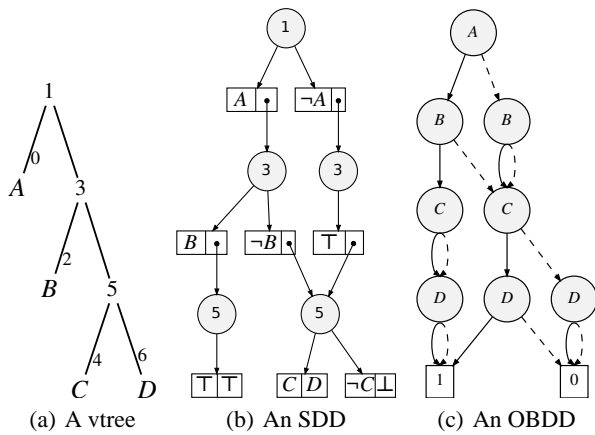 1
0
A
3
2
B
5
4
6
C
D
(a) A vtree
1
A
¬A
3
3
B
¬B
⊤
5
5
⊤ ⊤
C D
¬C ⊥
(b) An SDD
A
B
B
C
C
D
D
D
1
0
(c) An OBDD